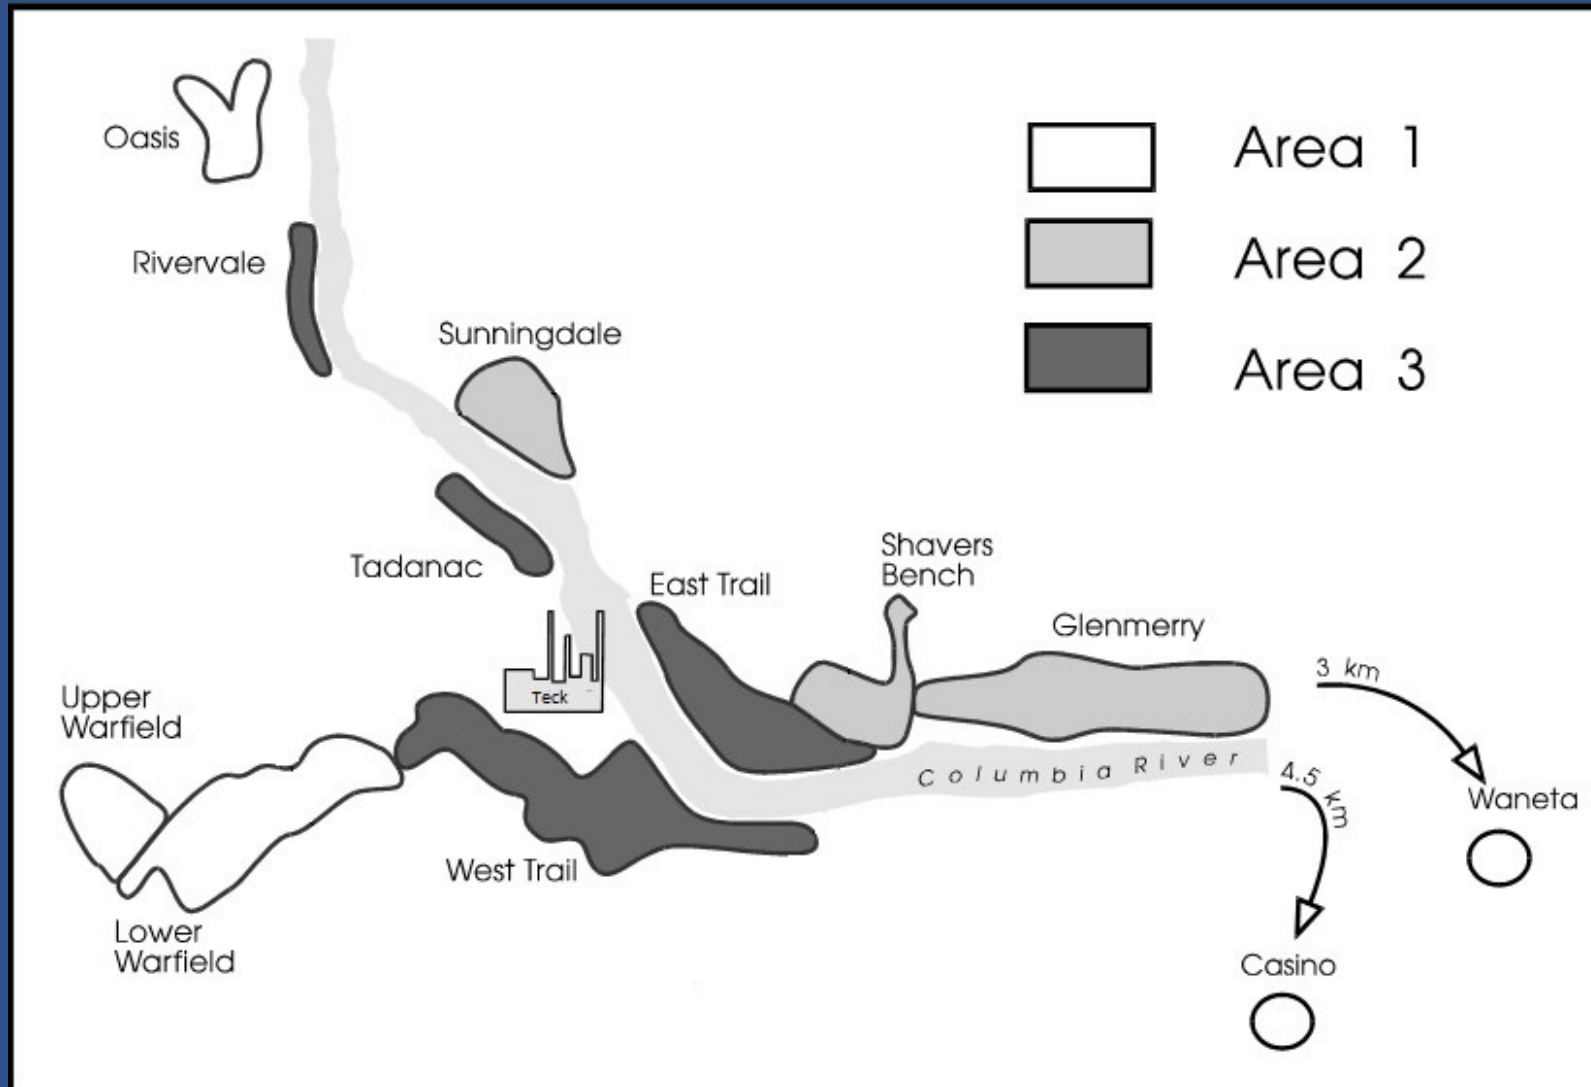 Oasis
Area 1
Rivervale
Area 2
Sunningdale
Area 3
Tadanac
East Trail
Shavers
Bench
Glenmerry
3 km
Upper
Warfield
Teck
Columbia River
4.5 km
Waneta
West Trail
Lower
Warfield
Casino